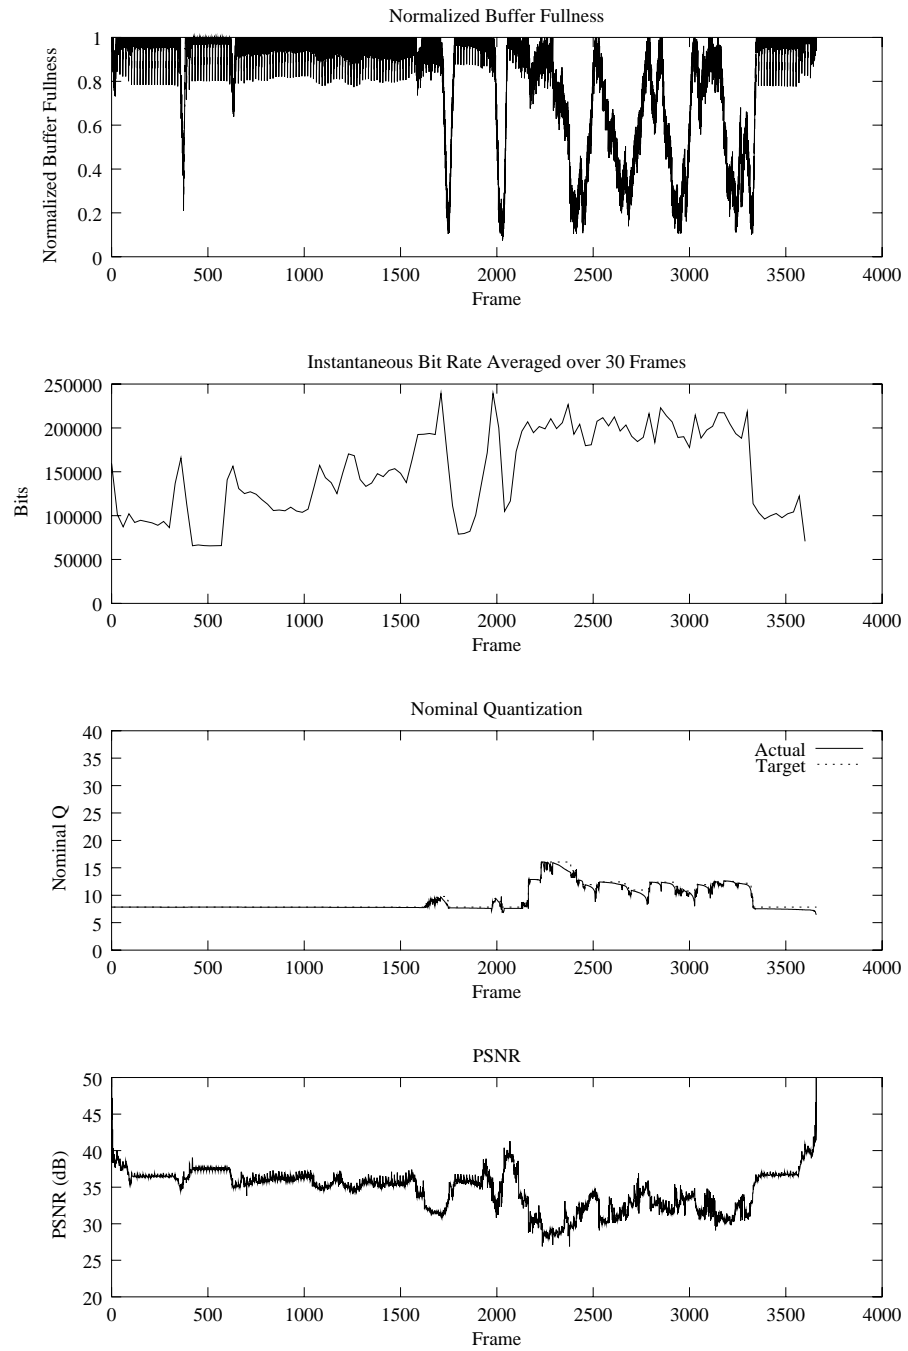 Normalized Buffer Fullness
Normalized Buffer Fullness
1
0.8
0.6
0.4
0.2
0
0 500 1000 1500 2000 2500 3000 3500 4000
Frame
Instantaneous Bit Rate Averaged over 30 Frames
Bits
250000
200000
150000
100000
50000
0
0 500 1000 1500 2000 2500 3000 3500 4000
Frame
Nominal Quantization
Nominal Q
40
35
30
25
20
15
10
5
0
Actual
Target
0 500 1000 1500 2000 2500 3000 3500 4000
Frame
PSNR
PSNR (dB)
50
45
40
35
30
25
20
0 500 1000 1500 2000 2500 3000 3500 4000
Frame